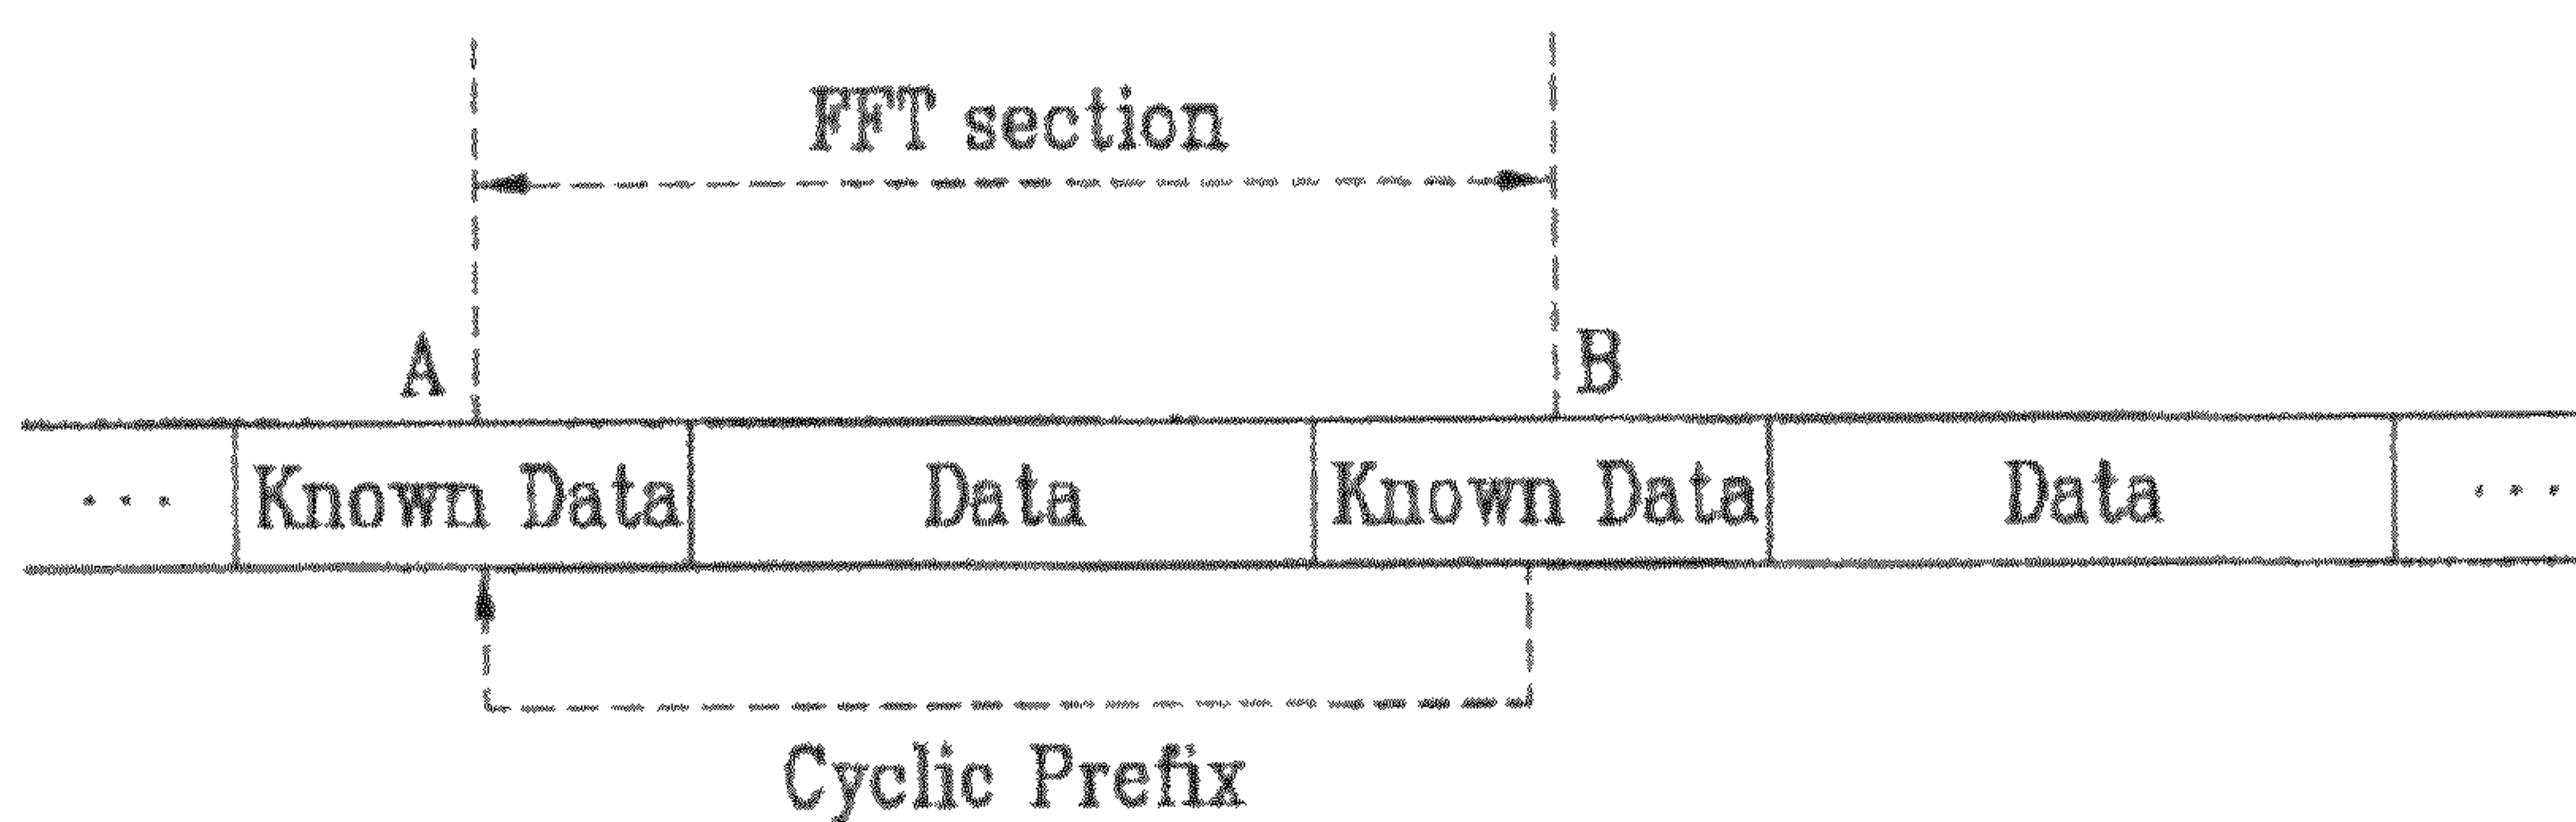 FFT section
A B
... Known Data Data Known Data Data ...
Cyclic Prefix